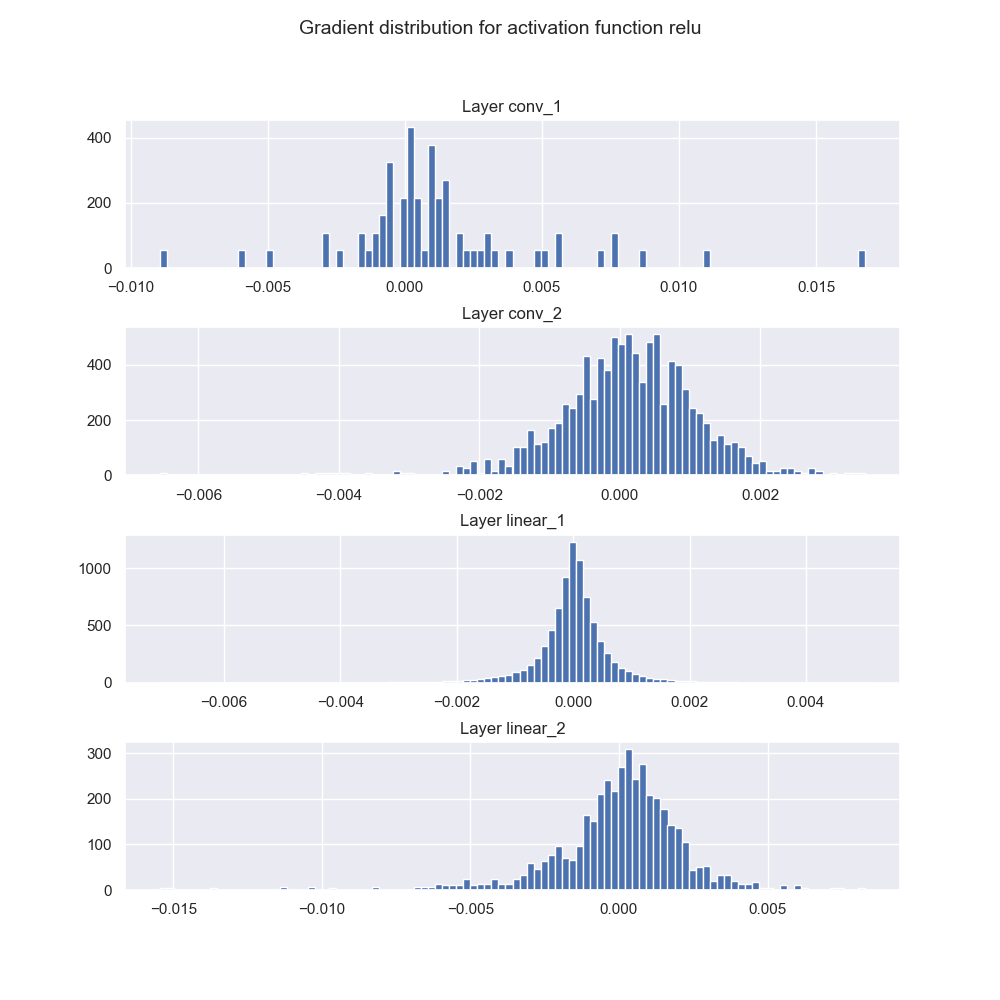 Gradient distribution for activation function relu
Layer conv_1
400
200
0
−0.010 −0.005 0.000 0.005 0.010 0.015
Layer conv_2
400
200
0
−0.006 −0.004 −0.002 0.000 0.002
Layer linear_1
1000
500
0
−0.006 −0.004 −0.002 0.000 0.002 0.004
Layer linear_2
300
200
100
0
−0.015 −0.010 −0.005 0.000 0.005